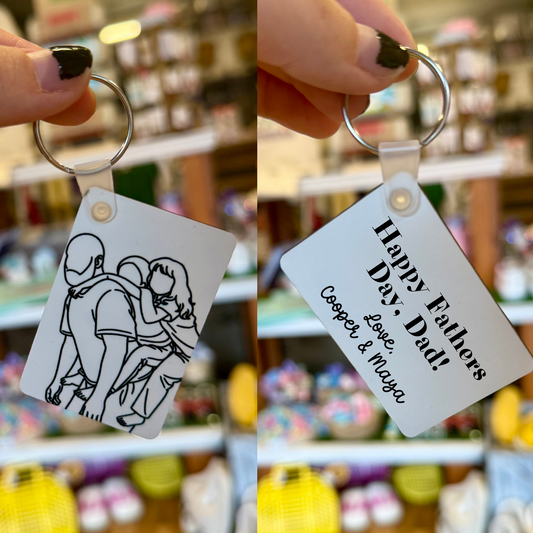 Happy Fathers
Day, Dad!
Love,
Cooper & Maya